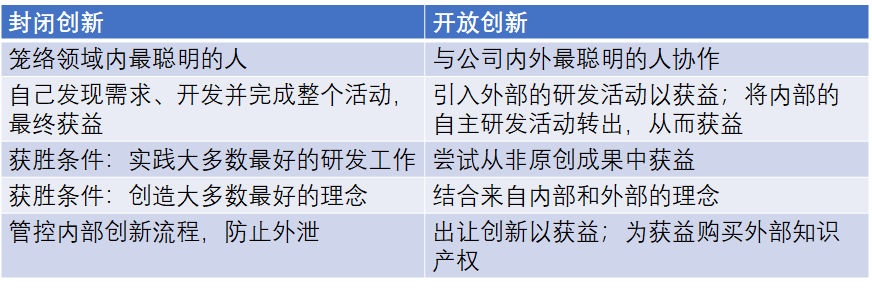 封闭创新
开放创新
笼络领域内最聪明的人
与公司内外最聪明的人协作
自己发现需求、开发并完成整个活动，
最终获益
引入外部的研发活动以获益；将内部的
自主研发活动转出，从而获益
获胜条件：实践大多数最好的研发工作
尝试从非原创成果中获益
获胜条件：创造大多数最好的理念
结合来自内部和外部的理念
管控内部创新流程，防止外泄
出让创新以获益；为获益购买外部知识
产权